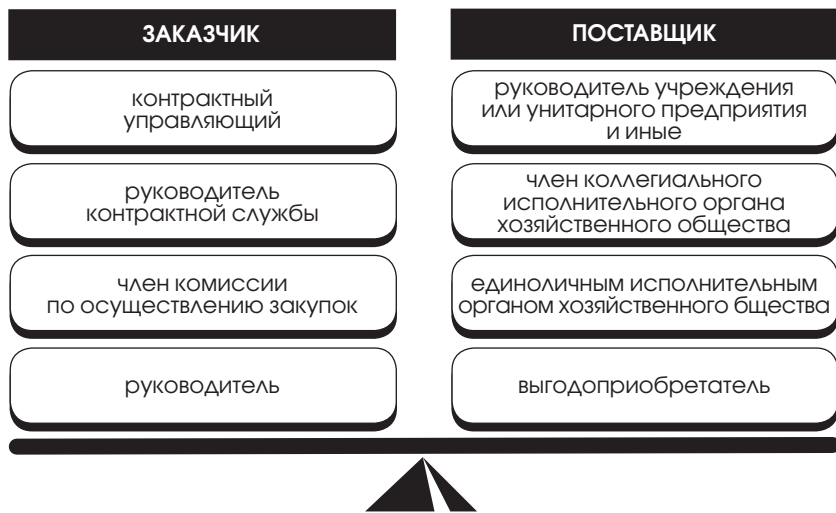 ЗАКАЗЧИК
контрактный
управляющий
руководитель
контрактной службы
член комиссии
по осуществлению закупок
руководитель
ПОСТАВЩИК
руководитель учреждения
или унитарного предприятия
и иные
член коллегиального
исполнительного органа
хозяйственного общества
единоличным исполнительным
органом хозяйственного бщества
выгодоприобретатель